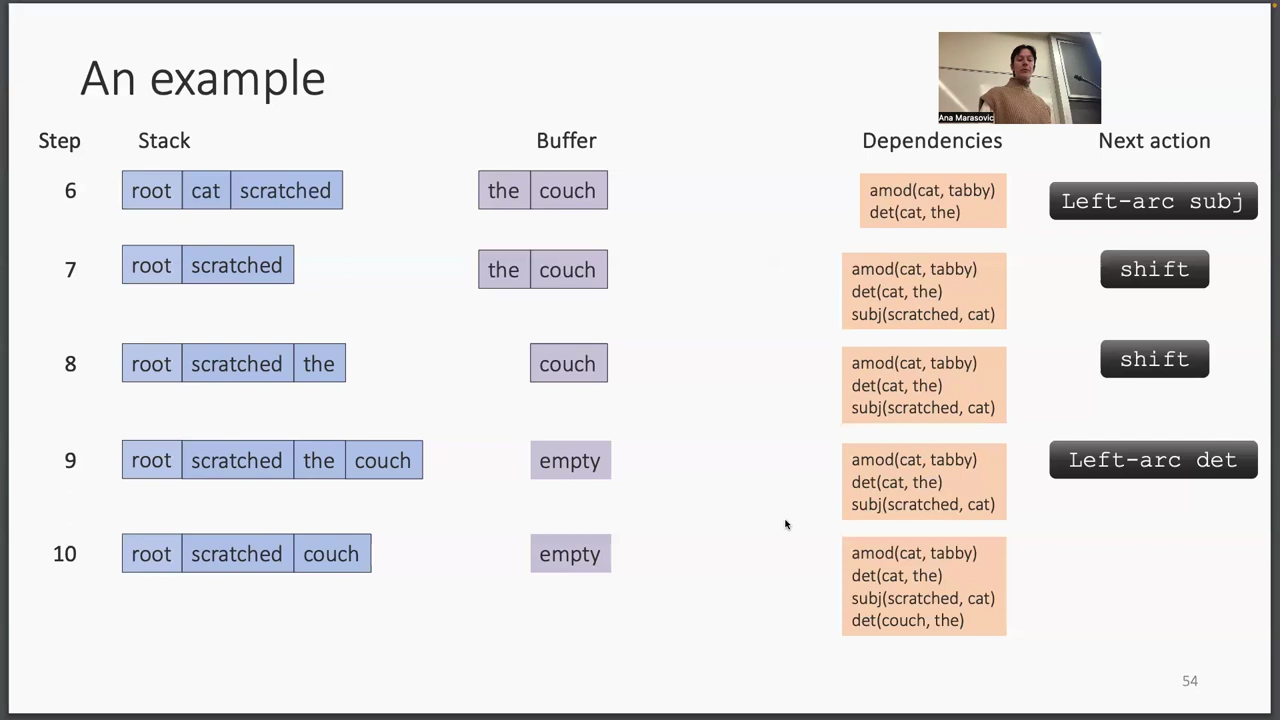 An example
Ana Marasovic
Step Stack Buffer Dependencies Next action
6 root cat scratched the couch amod(cat, tabby) Left-arc subj
det(cat, the)
7 root scratched the couch amod(cat, tabby) shift
det(cat, the)
subj(scratched, cat)
8 root scratched the couch amod(cat, tabby) shift
det(cat, the)
subj(scratched, cat)
9 root scratched the couch empty amod(cat, tabby) Left-arc det
det(cat, the)
subj(scratched, cat)
10 root scratched couch empty amod(cat, tabby)
det(cat, the)
subj(scratched, cat)
det(couch, the)
54